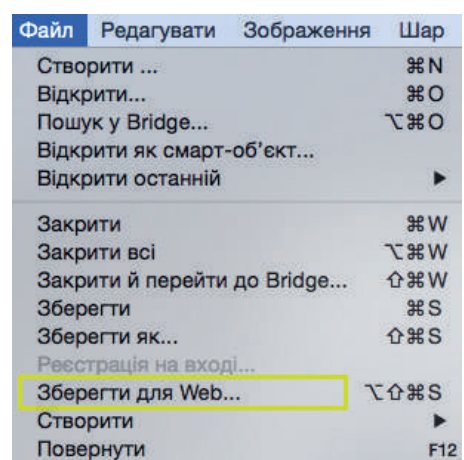 Файл Редагувати Зображення Шар
Створити ... ⌘N
Відкрити... ⌘O
Пошук у Bridge... ⌥⌘O
Відкрити як смарт-об'єкт...
Відкрити останній ▶
Закрити ⌘W
Закрити всі ⌥⌘W
Закрити й перейти до Bridge... ⇧⌘W
Зберегти ⌘S
Зберегти як... ⇧⌘S
Реєстрація на вході...
Зберегти для Web... ⌥⇧⌘S
Створити ▶
Повернути F12